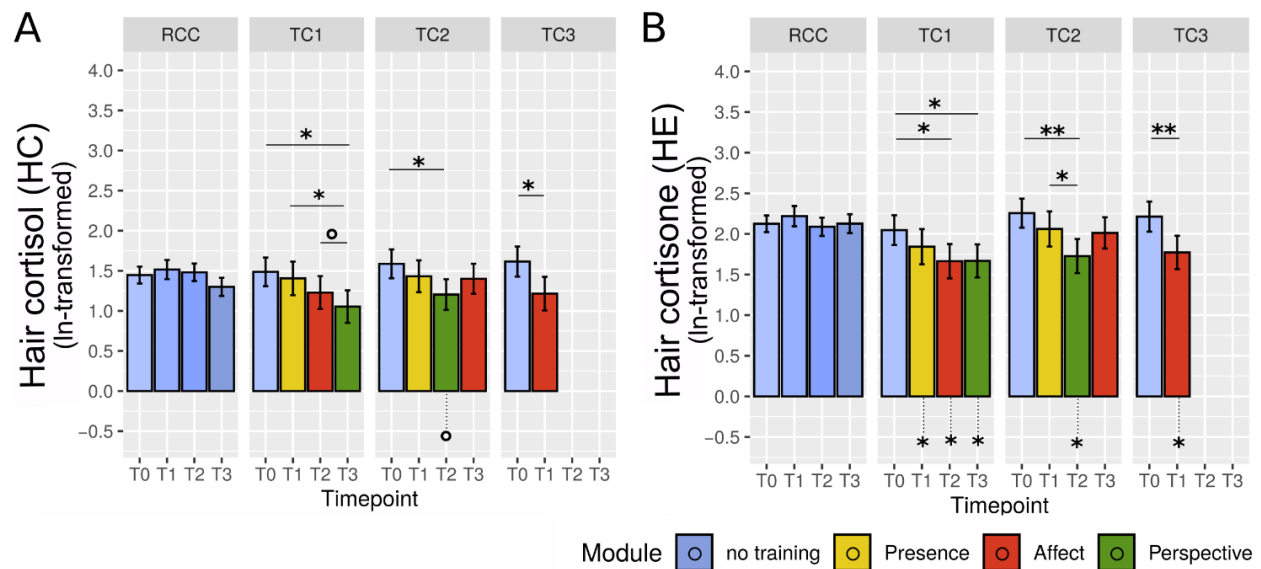 A
RCC TC1 TC2 TC3
Hair cortisol (HC)
(ln-transformed)
4.0
3.5
3.0
2.5
2.0
1.5
1.0
0.5
0.0
−0.5
* * o * o *
T0 T1 T2 T3 T0 T1 T2 T3 T0 T1 T2 T3 T0 T1 T2 T3
Timepoint
B
RCC TC1 TC2 TC3
Hair cortisone (HE)
(ln-transformed)
4.0
3.5
3.0
2.5
2.0
1.5
1.0
0.5
0.0
−0.5
* * ** * **
* * * * *
T0 T1 T2 T3 T0 T1 T2 T3 T0 T1 T2 T3 T0 T1 T2 T3
Timepoint
Module no training Presence Affect Perspective